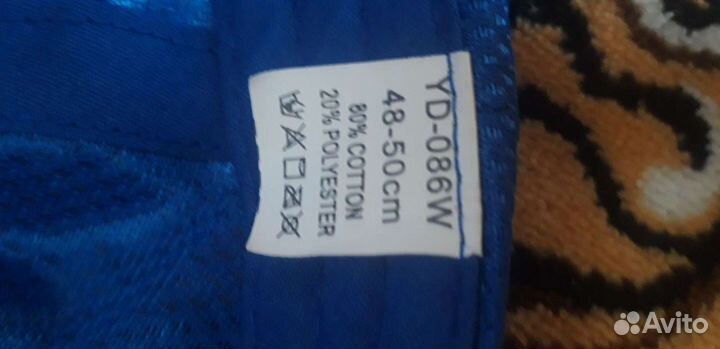 YD-086W
48-50cm
80% COTTON
20% POLYESTER
Avito